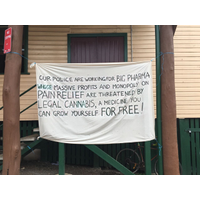 OUR POLICE ARE WORKING FOR BIG PHARMA
WHOSE MASSIVE PROFITS AND MONOPOLY ON
PAIN RELIEF ARE THREATENED BY
LEGAL CANNABIS, A MEDICINE YOU
CAN GROW YOURSELF FOR FREE!